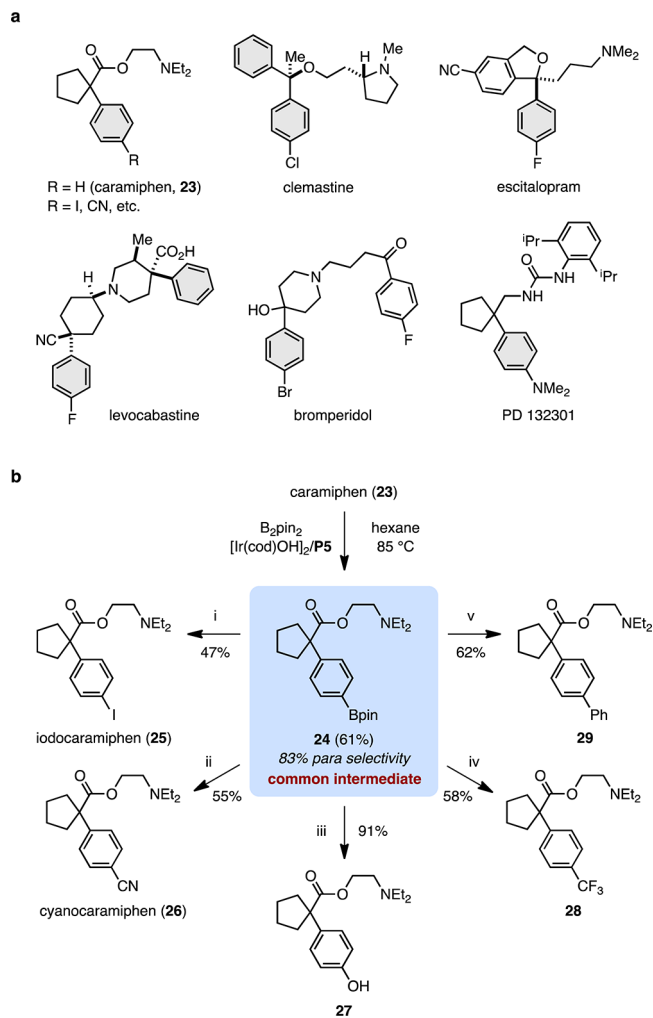 a
O
O
NEt₂
R
R = H (caramiphen, 23)
R = I, CN, etc.
Me
O
H
Me
N
Cl
clemastine
NC
O
NMe₂
F
escitalopram
Me
CO₂H
H
N
NC
F
levocabastine
O
N
HO
F
Br
bromperidol
ⁱPr
O
NH
NH
ⁱPr
NMe₂
PD 132301
b
caramiphen (23)
B₂pin₂
hexane
[Ir(cod)OH]₂/P5
85 °C
O
O
NEt₂
I
iodocaramiphen (25)
i
47%
O
O
NEt₂
Bpin
24 (61%)
83% para selectivity
common intermediate
v
62%
O
O
NEt₂
Ph
29
ii
55%
O
O
NEt₂
CN
cyanocaramiphen (26)
iii
91%
O
O
NEt₂
OH
27
iv
58%
O
O
NEt₂
CF₃
28